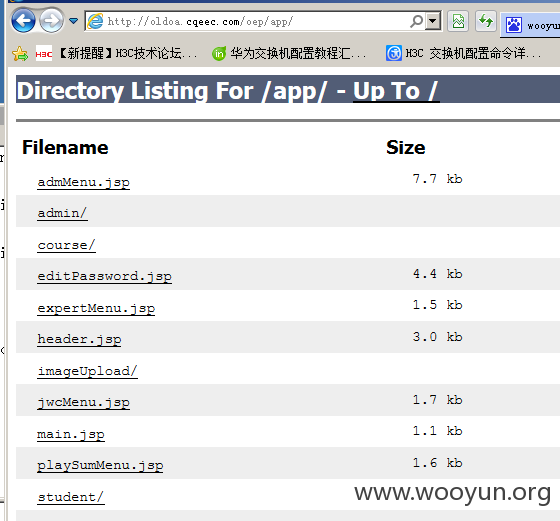 http://oldoa.cqeec.com/oep/app/
wooyun
H3C 【新提醒】H3C技术论坛...
华为交换机配置教程汇...
H3C 交换机配置命令详...
Directory Listing For /app/ - Up To /
Filename Size
admMenu.jsp 7.7 kb
admin/
course/
editPassword.jsp 4.4 kb
expertMenu.jsp 1.5 kb
header.jsp 3.0 kb
imageUpload/
jwcMenu.jsp 1.7 kb
main.jsp 1.1 kb
playSumMenu.jsp 1.6 kb
student/
www.wooyun.org